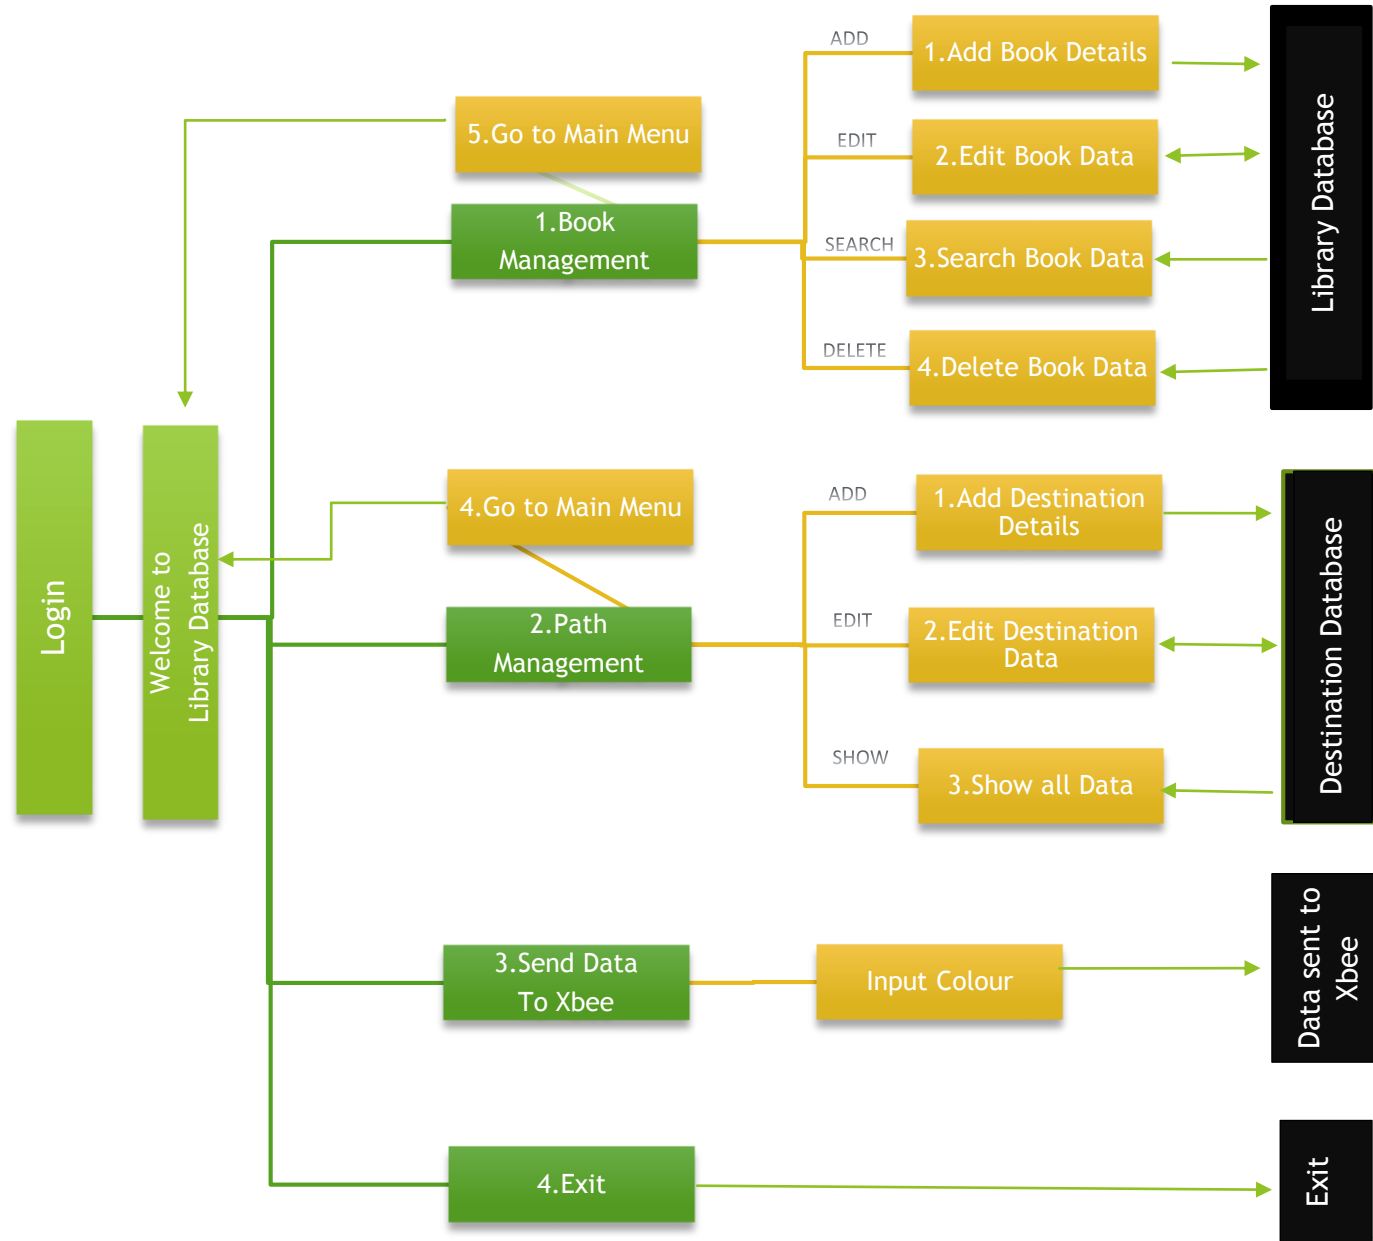 Login
Welcome to
Library Database
5.Go to Main Menu
1.Book
Management
ADD
1.Add Book Details
EDIT
2.Edit Book Data
SEARCH
3.Search Book Data
DELETE
4.Delete Book Data
Library Database
4.Go to Main Menu
2.Path
Management
ADD
1.Add Destination
Details
EDIT
2.Edit Destination
Data
SHOW
3.Show all Data
Destination Database
3.Send Data
To Xbee
Input Colour
Data sent to
Xbee
4.Exit
Exit